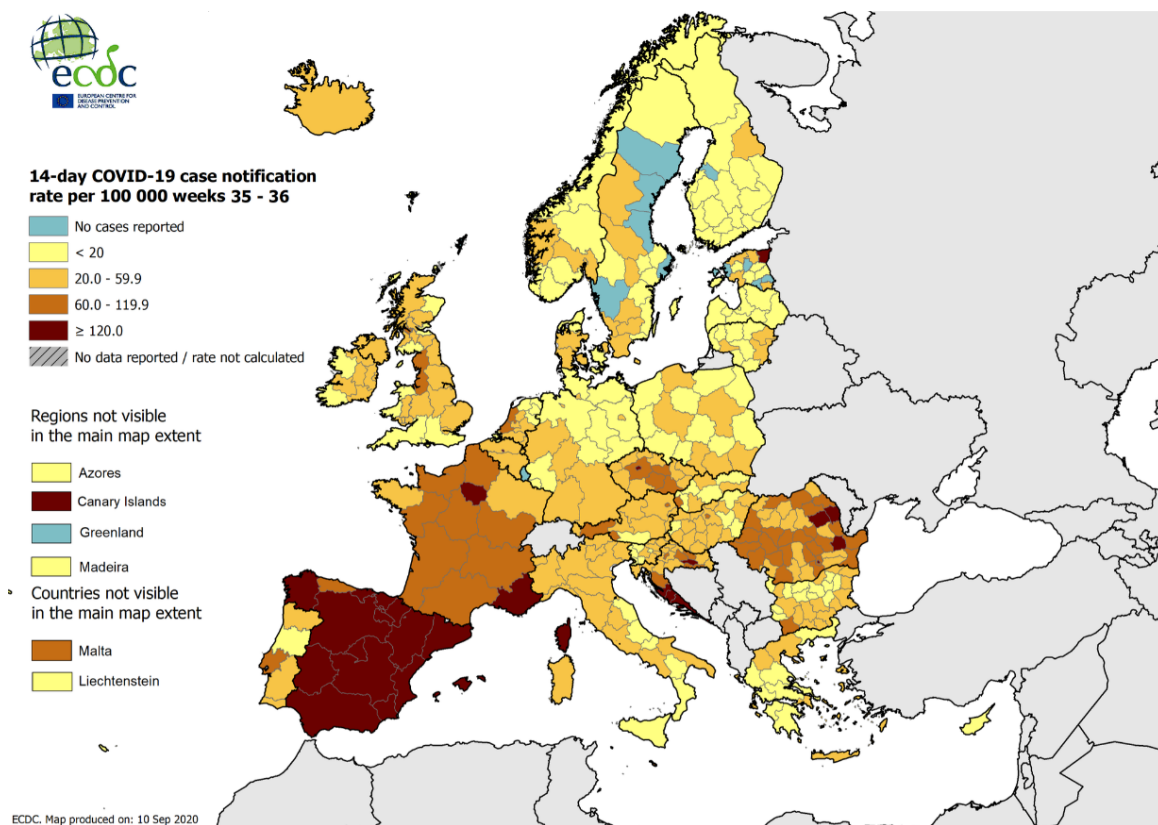 ecdc
EUROPEAN CENTRE FOR
DISEASE PREVENTION
AND CONTROL
14-day COVID-19 case notification
rate per 100 000 weeks 35 - 36
No cases reported
< 20
20.0 - 59.9
60.0 - 119.9
≥ 120.0
No data reported / rate not calculated
Regions not visible
in the main map extent
Azores
Canary Islands
Greenland
Madeira
Countries not visible
in the main map extent
Malta
Liechtenstein
ECDC. Map produced on: 10 Sep 2020